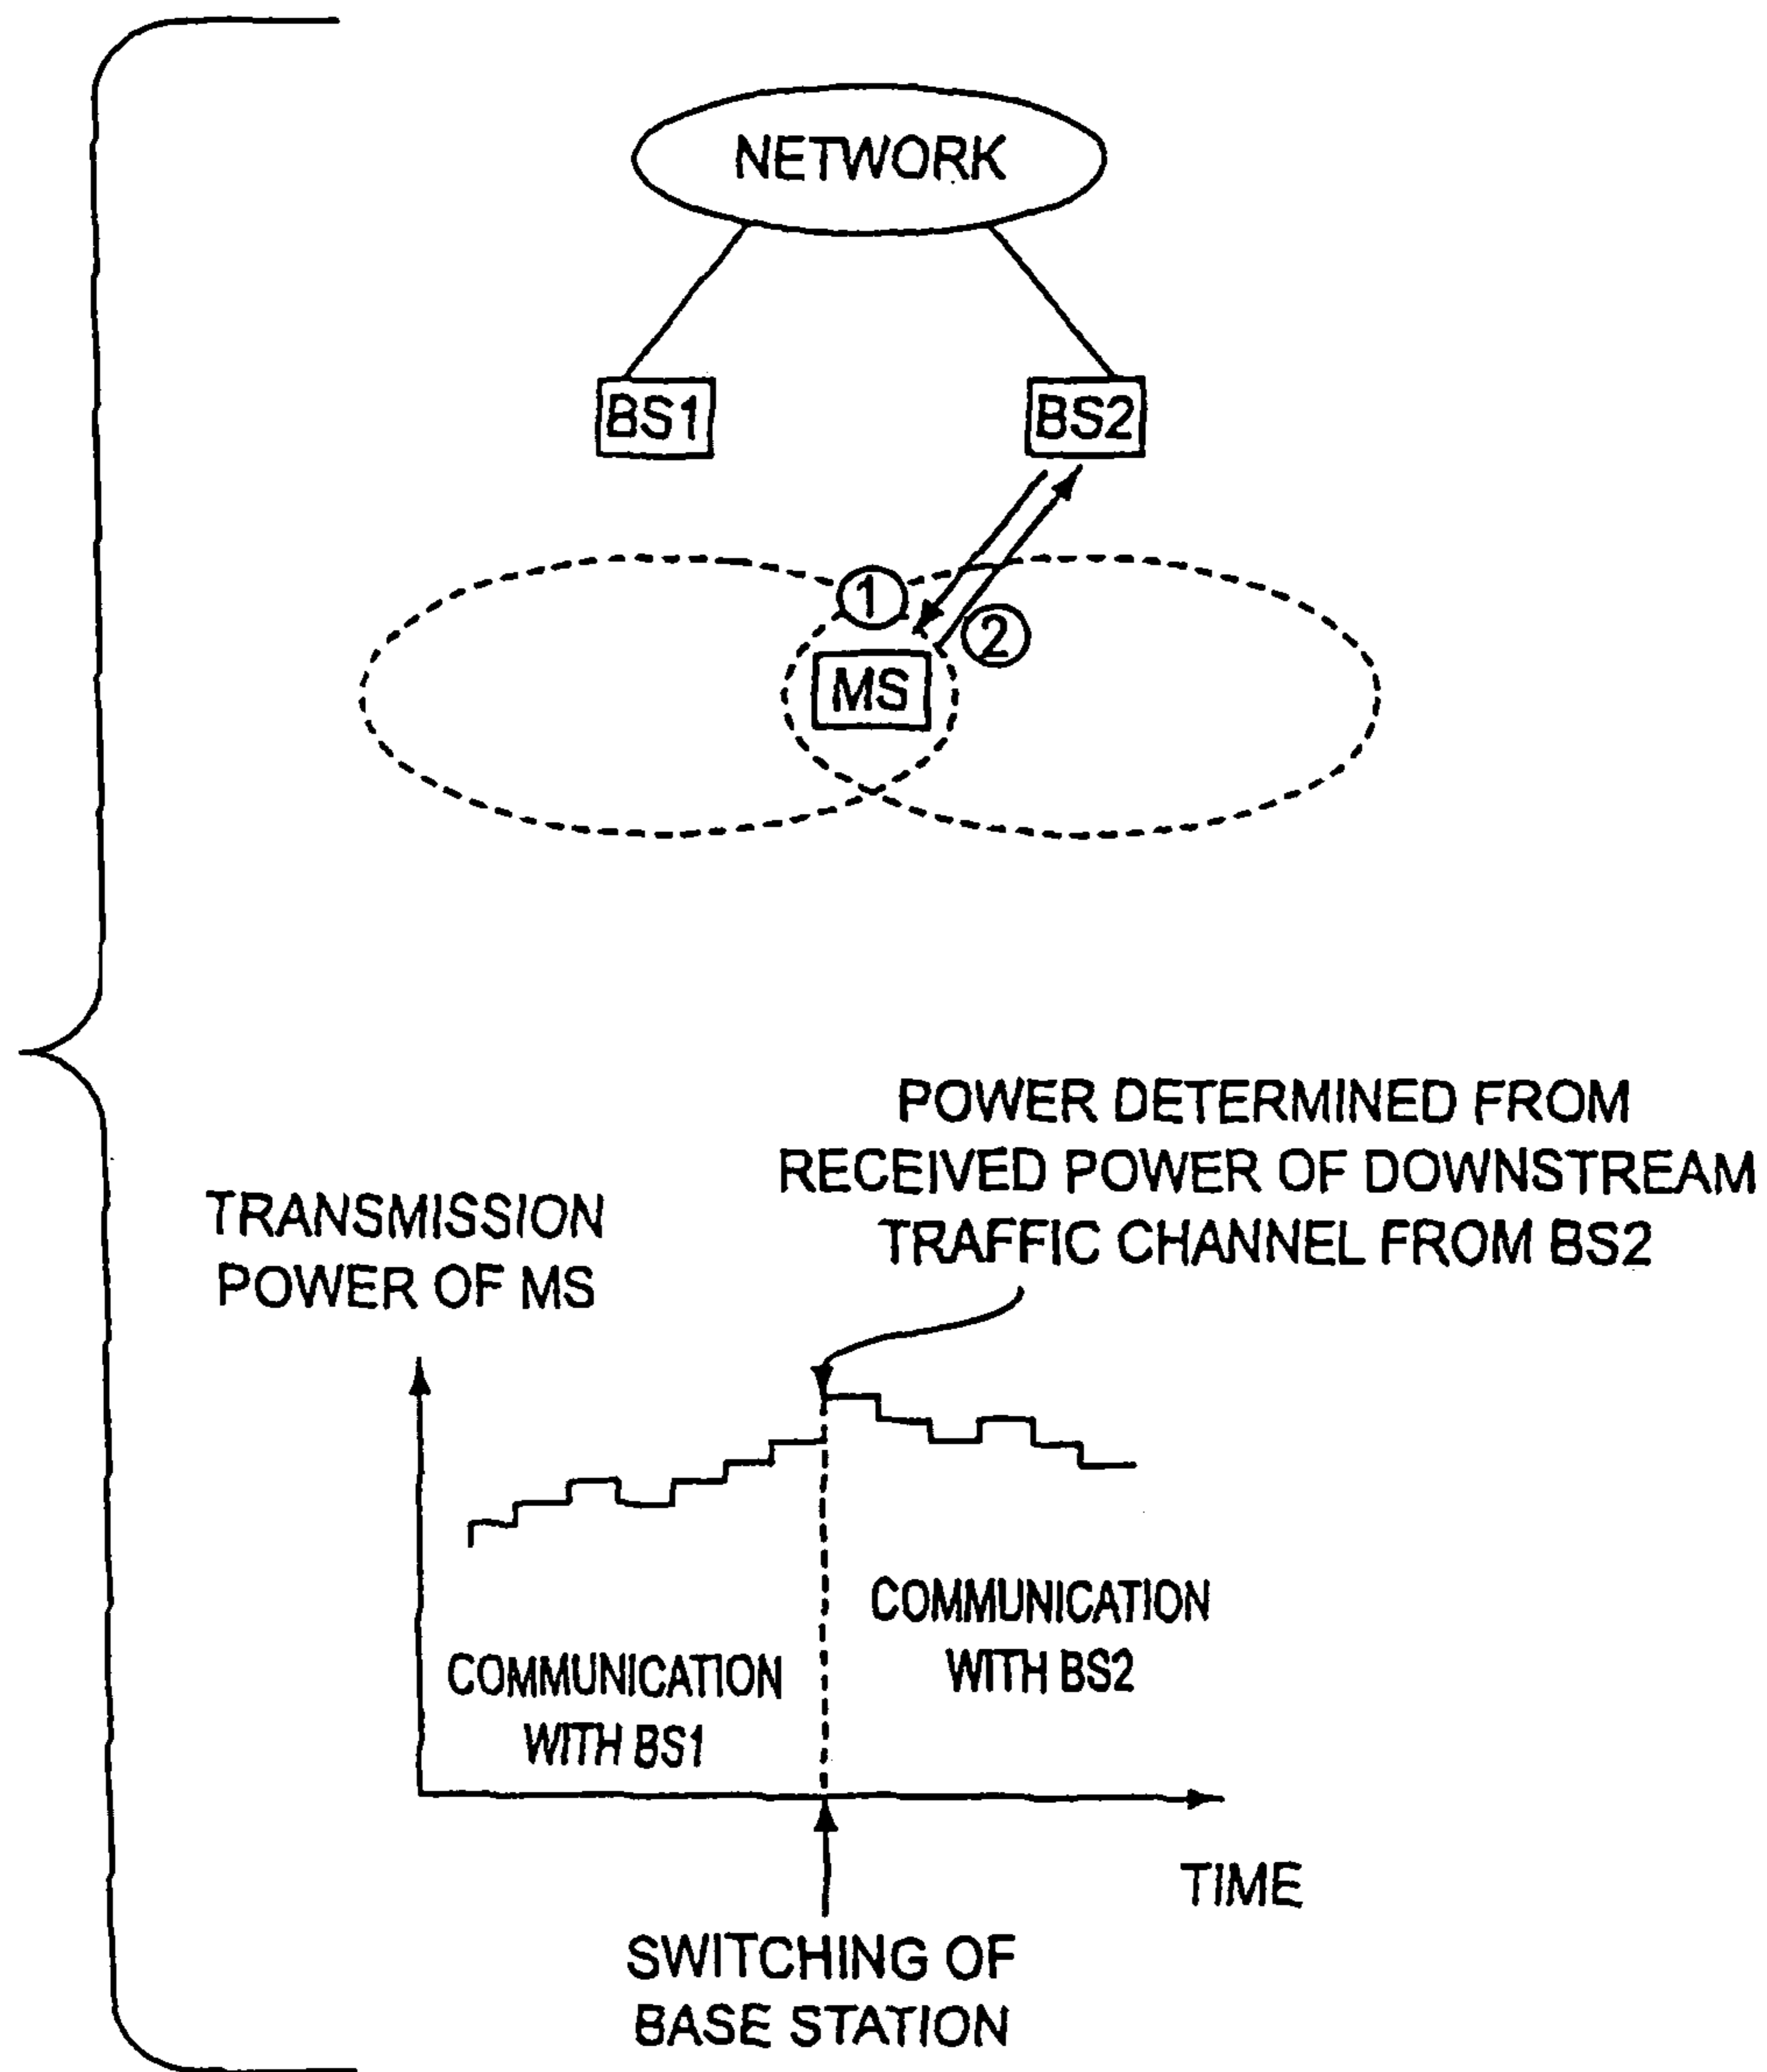 NETWORK
BS1
BS2
1
2
MS
POWER DETERMINED FROM
RECEIVED POWER OF DOWNSTREAM
TRAFFIC CHANNEL FROM BS2
TRANSMISSION
POWER OF MS
COMMUNICATION
WITH BS1
COMMUNICATION
WITH BS2
TIME
SWITCHING OF
BASE STATION